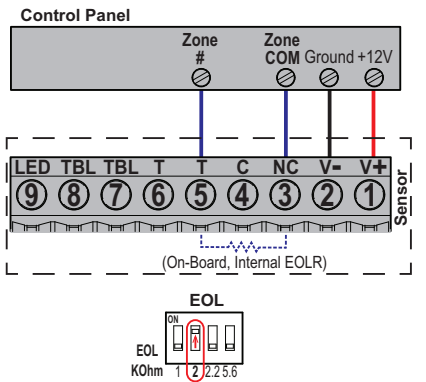 Control Panel
Zone Zone
# COM Ground +12V
LED TBL TBL T T C NC V- V+
9 8 7 6 5 4 3 2 1
Sensor
(On-Board, Internal EOLR)
EOL
ON
EOL
KOhm 1 2 2.2 5.6